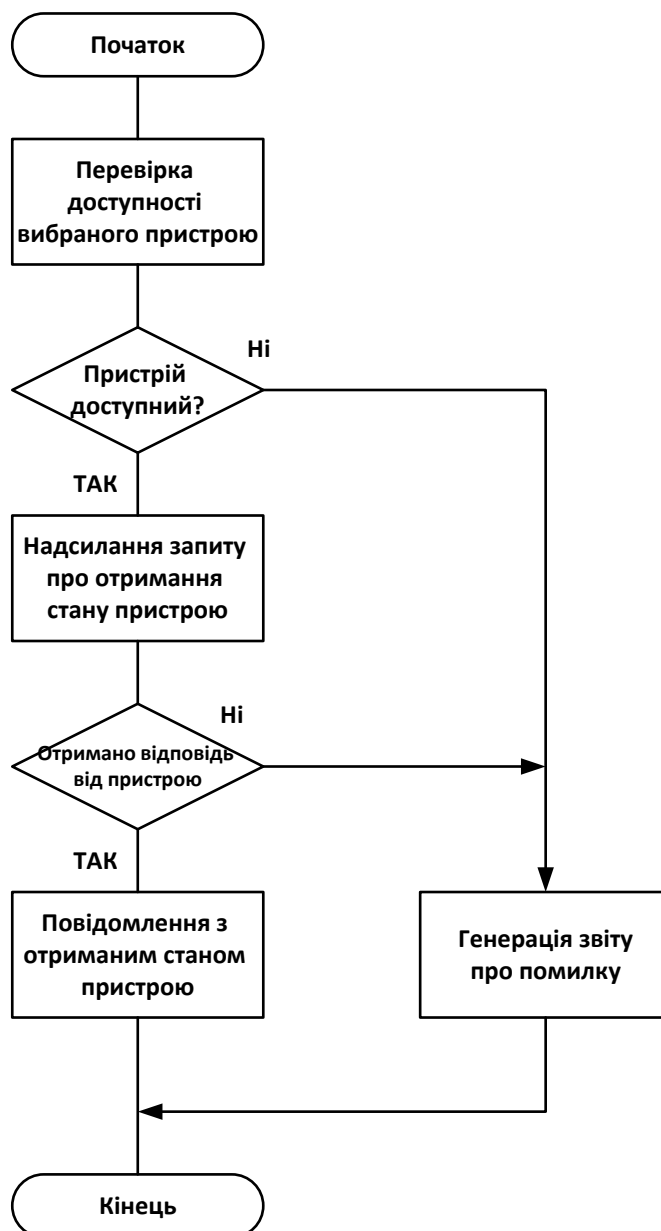 Початок
Перевірка
доступності
вибраного пристрою
Ні
Пристрій
доступний?
ТАК
Надсилання запиту
про отримання
стану пристрою
Ні
Отримано відповідь
від пристрою
ТАК
Повідомлення з
отриманим станом
пристрою
Генерація звіту
про помилку
Кінець